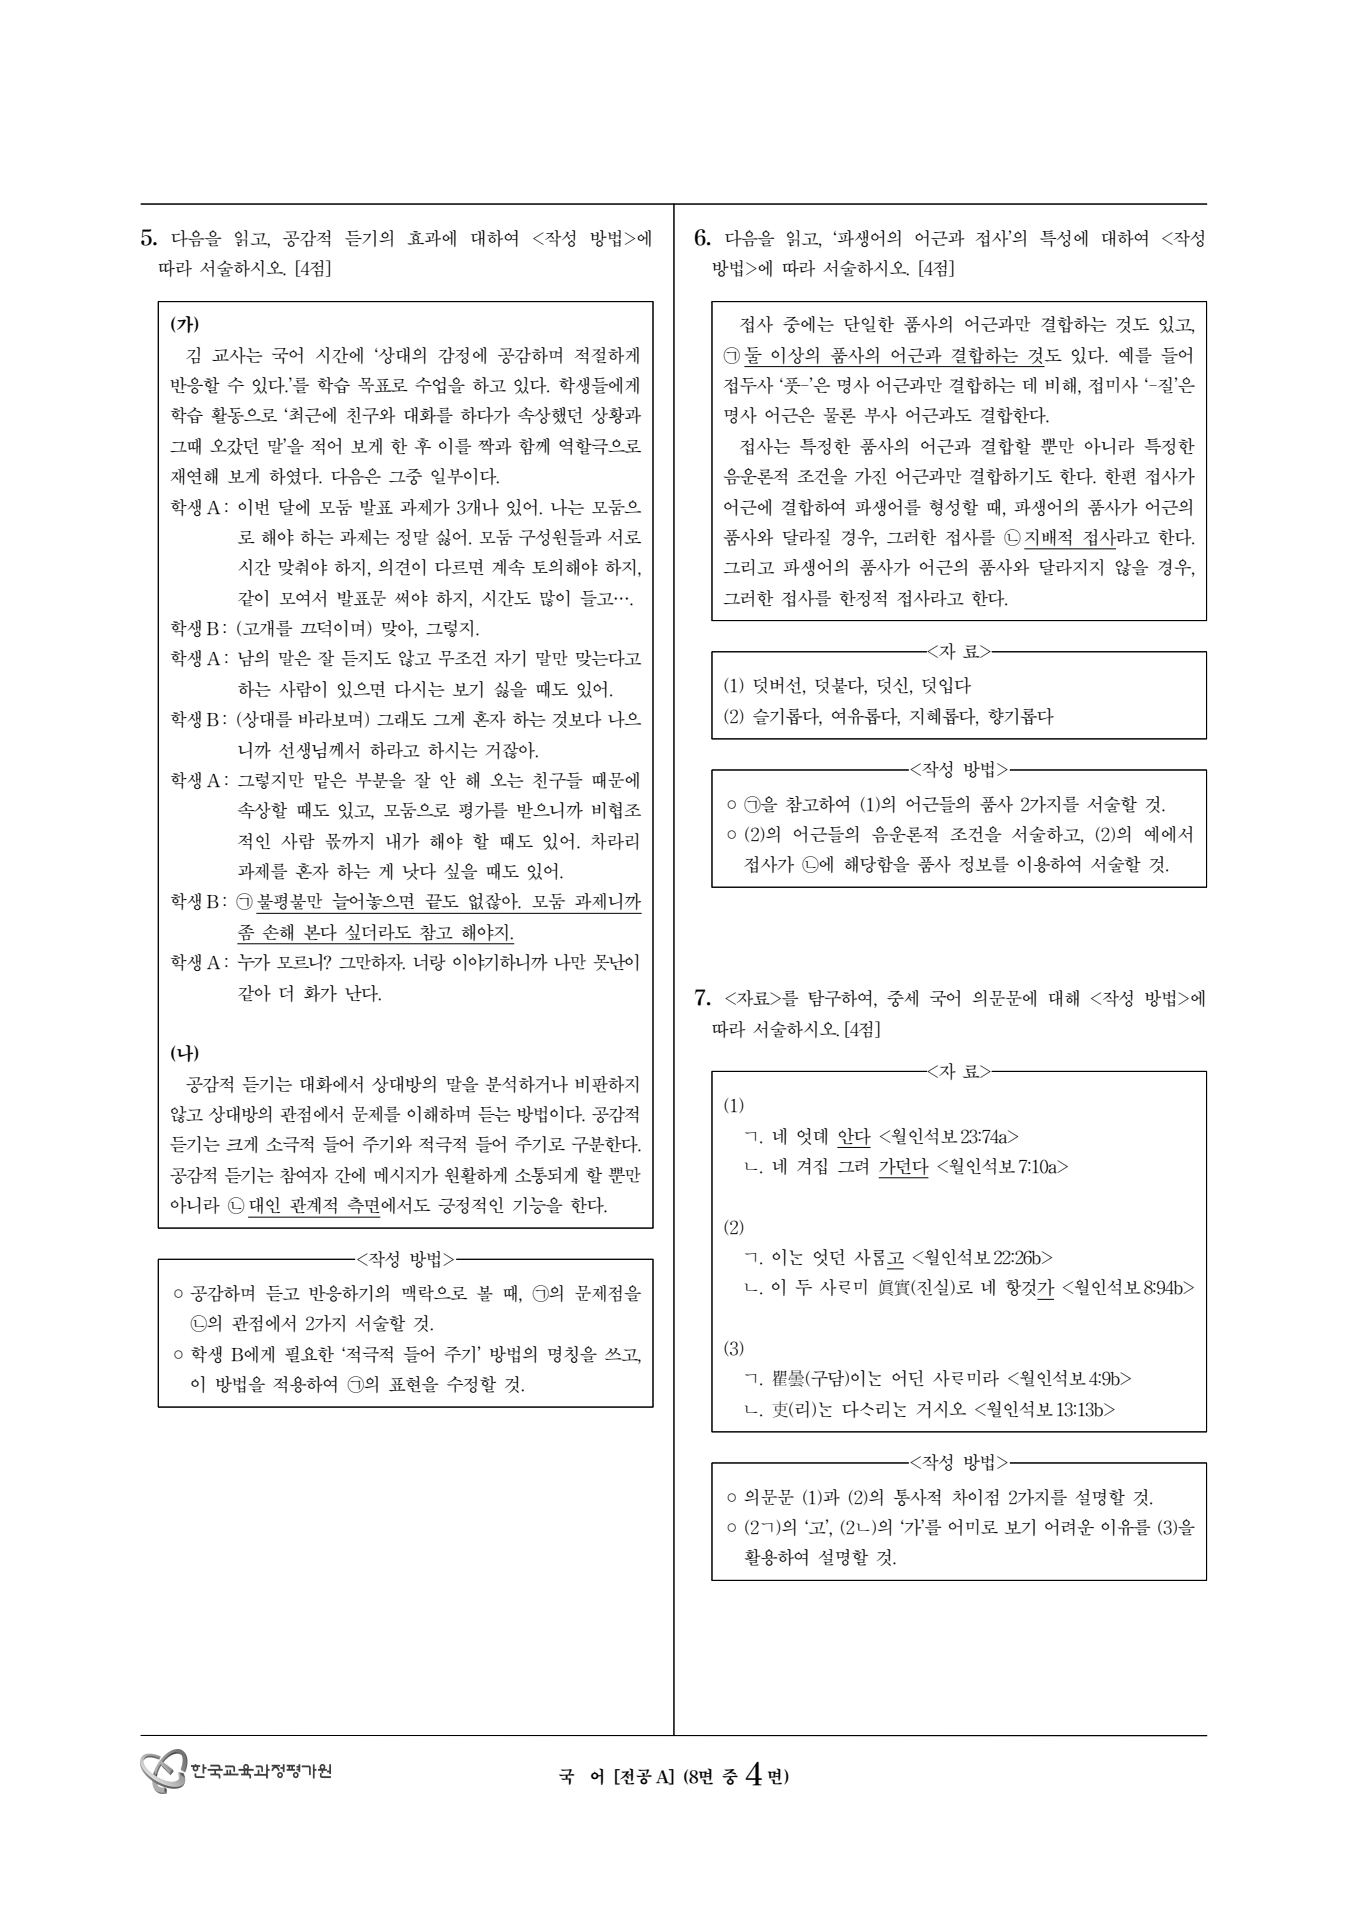 5. 다음을 읽고, 공감적 듣기의 효과에 대하여 <작성 방법>에
따라 서술하시오. [4점]
(가)
김 교사는 국어 시간에 ‘상대의 감정에 공감하며 적절하게
반응할 수 있다.’를 학습 목표로 수업을 하고 있다. 학생들에게
학습 활동으로 ‘최근에 친구와 대화를 하다가 속상했던 상황과
그때 오갔던 말’을 적어 보게 한 후 이를 짝과 함께 역할극으로
재연해 보게 하였다. 다음은 그중 일부이다.
학생 A : 이번 달에 모둠 발표 과제가 3개나 있어. 나는 모둠으
로 해야 하는 과제는 정말 싫어. 모둠 구성원들과 서로
시간 맞춰야 하지, 의견이 다르면 계속 토의해야 하지,
같이 모여서 발표문 써야 하지, 시간도 많이 들고….
학생 B : (고개를 끄덕이며) 맞아, 그렇지.
학생 A : 남의 말은 잘 듣지도 않고 무조건 자기 말만 맞는다고
하는 사람이 있으면 다시는 보기 싫을 때도 있어.
학생 B : (상대를 바라보며) 그래도 그게 혼자 하는 것보다 나으
니까 선생님께서 하라고 하시는 거잖아.
학생 A : 그렇지만 맡은 부분을 잘 안 해 오는 친구들 때문에
속상할 때도 있고, 모둠으로 평가를 받으니까 비협조
적인 사람 몫까지 내가 해야 할 때도 있어. 차라리
과제를 혼자 하는 게 낫다 싶을 때도 있어.
학생 B : ㉠ 불평불만 늘어놓으면 끝도 없잖아. 모둠 과제니까
좀 손해 본다 싶더라도 참고 해야지.
학생 A : 누가 모르니? 그만하자. 너랑 이야기하니까 나만 못난이
같아 더 화가 난다.
(나)
공감적 듣기는 대화에서 상대방의 말을 분석하거나 비판하지
않고 상대방의 관점에서 문제를 이해하며 듣는 방법이다. 공감적
듣기는 크게 소극적 들어 주기와 적극적 들어 주기로 구분한다.
공감적 듣기는 참여자 간에 메시지가 원활하게 소통되게 할 뿐만
아니라 ㉡ 대인 관계적 측면에서도 긍정적인 기능을 한다.
<작성 방법>
○ 공감하며 듣고 반응하기의 맥락으로 볼 때, ㉠의 문제점을
㉡의 관점에서 2가지 서술할 것.
○ 학생 B에게 필요한 ‘적극적 들어 주기’ 방법의 명칭을 쓰고,
이 방법을 적용하여 ㉠의 표현을 수정할 것.
6. 다음을 읽고, ‘파생어의 어근과 접사’의 특성에 대하여 <작성
방법>에 따라 서술하시오. [4점]
접사 중에는 단일한 품사의 어근과만 결합하는 것도 있고,
㉠ 둘 이상의 품사의 어근과 결합하는 것도 있다. 예를 들어
접두사 ‘풋-’은 명사 어근과만 결합하는 데 비해, 접미사 ‘-질’은
명사 어근은 물론 부사 어근과도 결합한다.
접사는 특정한 품사의 어근과 결합할 뿐만 아니라 특정한
음운론적 조건을 가진 어근과만 결합하기도 한다. 한편 접사가
어근에 결합하여 파생어를 형성할 때, 파생어의 품사가 어근의
품사와 달라질 경우, 그러한 접사를 ㉡ 지배적 접사라고 한다.
그리고 파생어의 품사가 어근의 품사와 달라지지 않을 경우,
그러한 접사를 한정적 접사라고 한다.
<자 료>
(1) 덧버선, 덧붙다, 덧신, 덧입다
(2) 슬기롭다, 여유롭다, 지혜롭다, 향기롭다
<작성 방법>
○ ㉠을 참고하여 (1)의 어근들의 품사 2가지를 서술할 것.
○ (2)의 어근들의 음운론적 조건을 서술하고, (2)의 예에서
접사가 ㉡에 해당함을 품사 정보를 이용하여 서술할 것.
7. <자료>를 탐구하여, 중세 국어 의문문에 대해 <작성 방법>에
따라 서술하시오. [4점]
<자 료>
(1)
ㄱ. 네 엇뎨 안다 <월인석보 23:74a>
ㄴ. 네 겨집 그려 가던다 <월인석보 7:10a>
(2)
ㄱ. 이ᄂᆞᆫ 엇던 사ᄅᆞᆷ고 <월인석보 22:26b>
ㄴ. 이 두 사ᄅᆞ미 眞實(진실)로 네 항것가 <월인석보 8:94b>
(3)
ㄱ. 瞿曇(구담)이ᄂᆞᆫ 어딘 사ᄅᆞ미라 <월인석보 4:9b>
ㄴ. 吏(리)ᄂᆞᆫ 다ᄉᆞ리ᄂᆞᆫ 거시오 <월인석보 13:13b>
<작성 방법>
○ 의문문 (1)과 (2)의 통사적 차이점 2가지를 설명할 것.
○ (2ㄱ)의 ‘고’, (2ㄴ)의 ‘가’를 어미로 보기 어려운 이유를 (3)을
활용하여 설명할 것.
한국교육과정평가원
국 어 [전공 A] (8면 중 4 면)